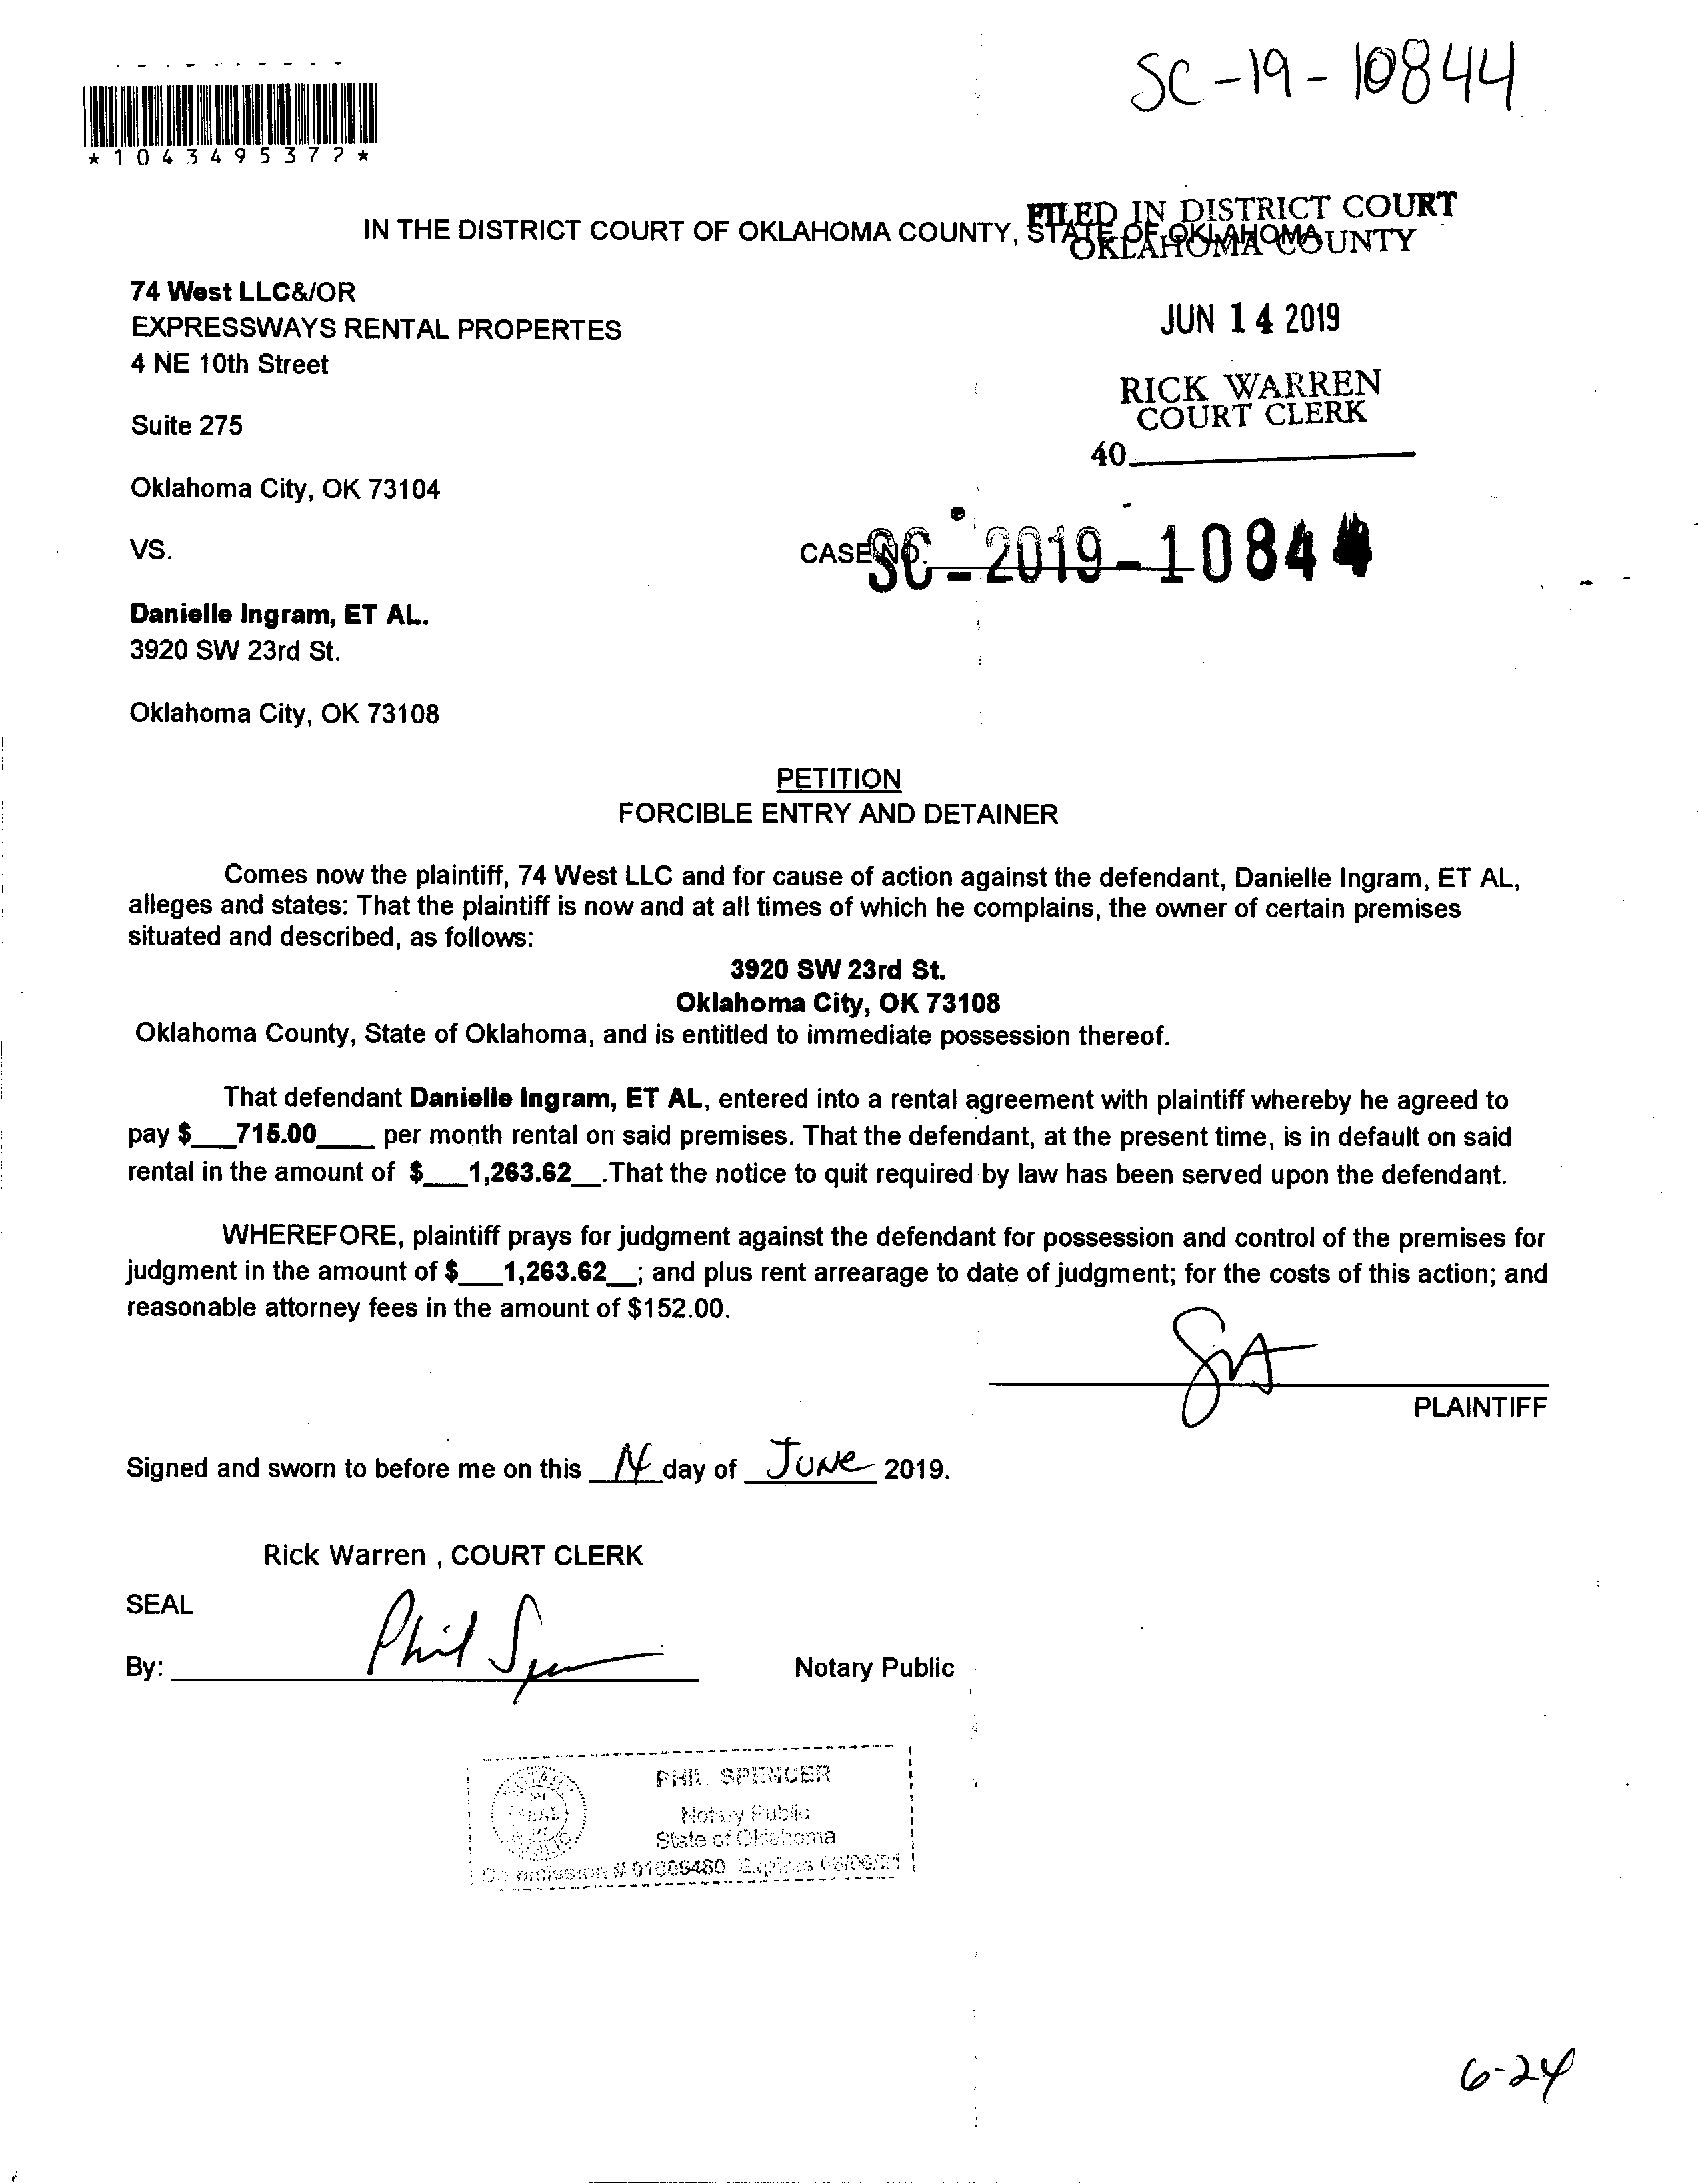 SC-19-10844
*1043495372*
IN THE DISTRICT COURT OF OKLAHOMA COUNTY, STATE OF OKLAHOMA
FILED IN DISTRICT COURT
OKLAHOMA COUNTY
74 West LLC&/OR
EXPRESSWAYS RENTAL PROPERTES
JUN 14 2019
4 NE 10th Street
RICK WARREN
COURT CLERK
Suite 275
40
Oklahoma City, OK 73104
VS.
CASE NO.
SC-2019-10844
Danielle Ingram, ET AL.
3920 SW 23rd St.
Oklahoma City, OK 73108
PETITION
FORCIBLE ENTRY AND DETAINER
Comes now the plaintiff, 74 West LLC and for cause of action against the defendant, Danielle Ingram, ET AL,
alleges and states: That the plaintiff is now and at all times of which he complains, the owner of certain premises
situated and described, as follows:
3920 SW 23rd St.
Oklahoma City, OK 73108
Oklahoma County, State of Oklahoma, and is entitled to immediate possession thereof.
That defendant Danielle Ingram, ET AL, entered into a rental agreement with plaintiff whereby he agreed to
pay $___715.00____ per month rental on said premises. That the defendant, at the present time, is in default on said
rental in the amount of $___1,263.62__.That the notice to quit required by law has been served upon the defendant.
WHEREFORE, plaintiff prays for judgment against the defendant for possession and control of the premises for
judgment in the amount of $___1,263.62__; and plus rent arrearage to date of judgment; for the costs of this action; and
reasonable attorney fees in the amount of $152.00.
PLAINTIFF
Signed and sworn to before me on this 14 day of June 2019.
Rick Warren , COURT CLERK
SEAL
By: Phil Spencer Notary Public
PHIL SPENCER
Notary Public
State of Oklahoma
Commission # 01009480 Expires
6-24